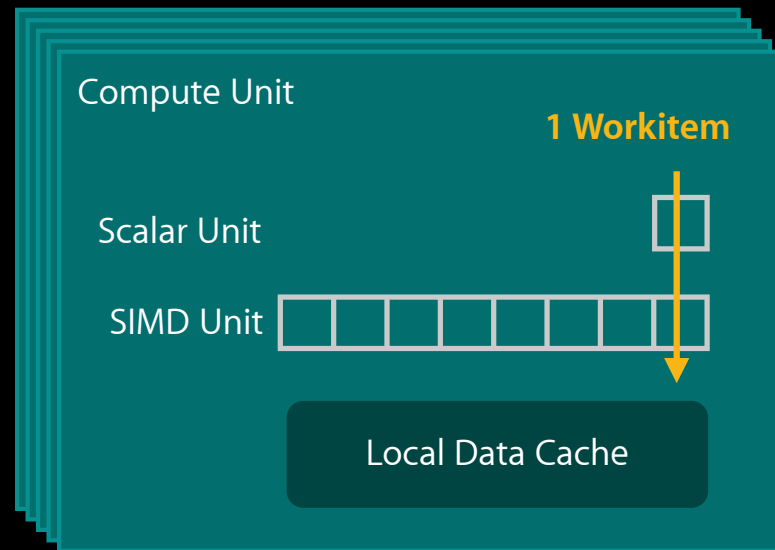 Compute Unit
1 Workitem
Scalar Unit
SIMD Unit
Local Data Cache